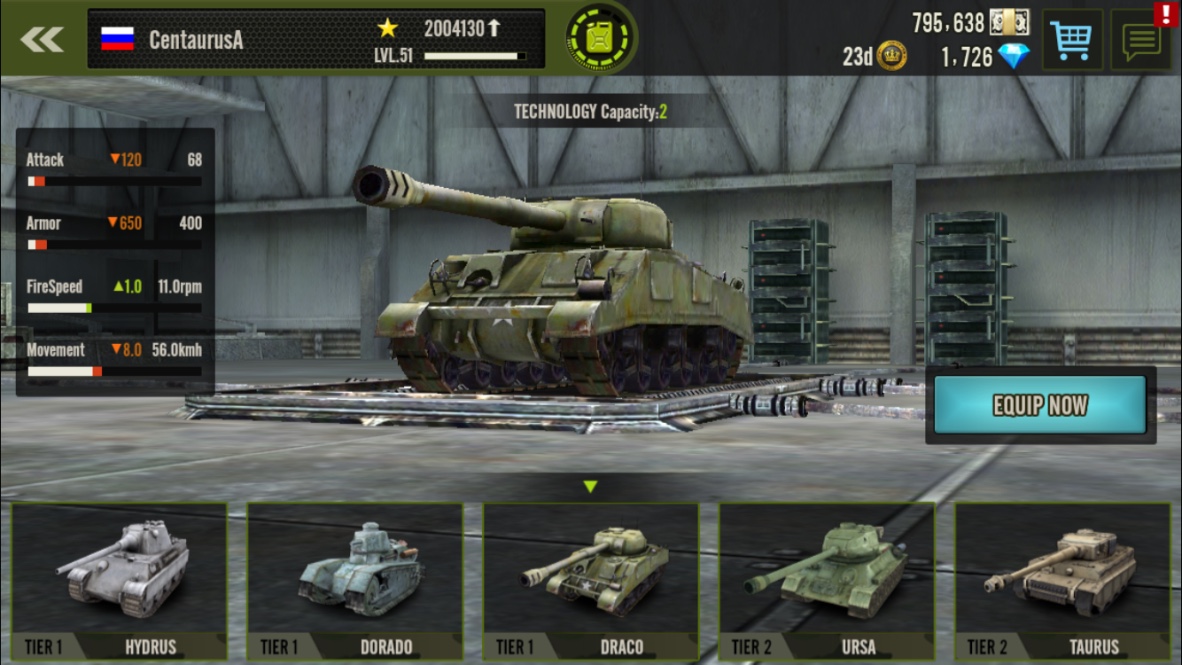 CentaurusA
2004130
LVL.51
795,638
23d
1,726
!
TECHNOLOGY Capacity:2
Attack ▼120 68
Armor ▼650 400
FireSpeed ▲1.0 11.0rpm
Movement ▼8.0 56.0kmh
EQUIP NOW
TIER 1 HYDRUS
TIER 1 DORADO
TIER 1 DRACO
TIER 2 URSA
TIER 2 TAURUS